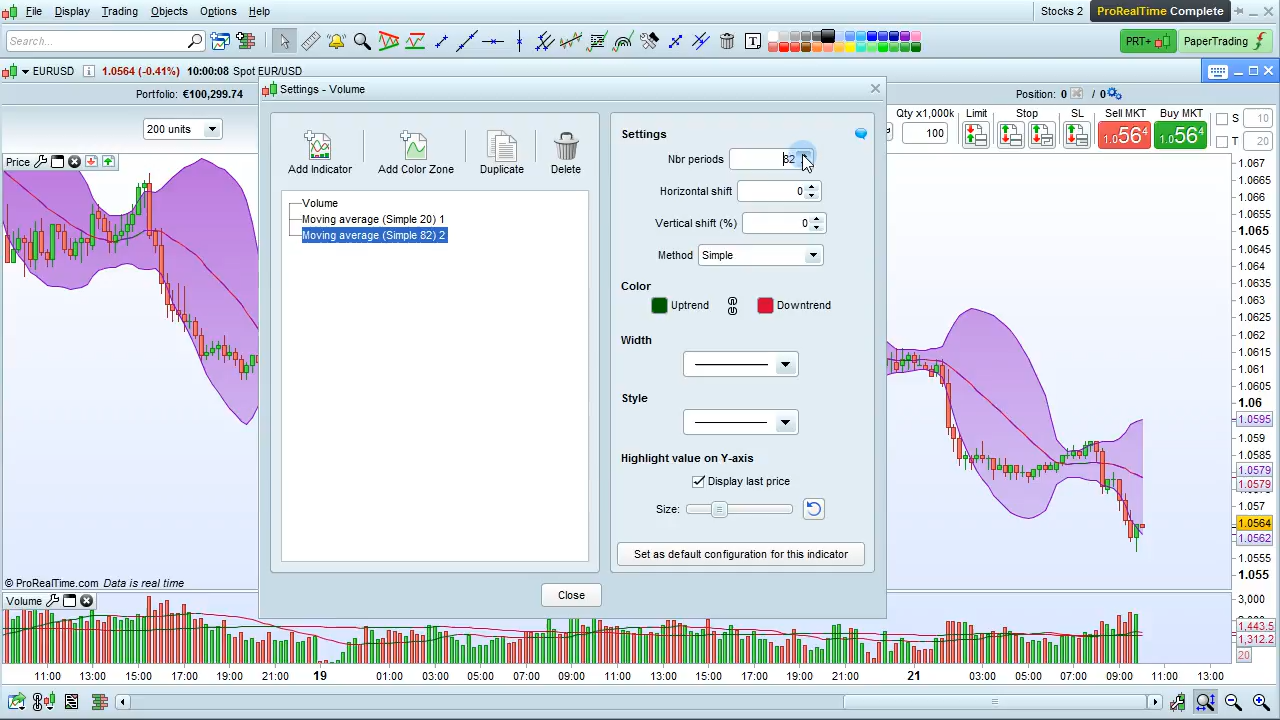 File Display Trading Objects Options Help Stocks 2 ProRealTime Complete
Search... PRT+ PaperTrading
EURUSD 1.0564 (-0.41%) 10:00:08 Spot EUR/USD
Portfolio: €100,299.74 Position: 0 / 0
200 units
Qty x1,000k Limit Stop SL Sell MKT Buy MKT
100 1.0564 1.0564
S 10
T 20
Price
Settings - Volume
Add Indicator Add Color Zone Duplicate Delete
Volume
Moving average (Simple 20) 1
Moving average (Simple 82) 2
Settings
Nbr periods 82
Horizontal shift 0
Vertical shift (%) 0
Method Simple
Color
Uptrend Downtrend
Width
Style
Highlight value on Y-axis
Display last price
Size:
Set as default configuration for this indicator
Close
1.067
1.0665
1.066
1.0655
1.065
1.0645
1.064
1.0635
1.063
1.0625
1.062
1.0615
1.061
1.0605
1.06
1.0595
1.059
1.0585
1.0579
1.0579
1.057
1.0564
1.0562
1.0555
1.055
© ProRealTime.com Data is real time
Volume
3,000
1,443.5
1,312.2
20
11:00 13:00 15:00 17:00 19:00 21:00 19 01:00 03:00 05:00 07:00 09:00 11:00 13:00 15:00 17:00 19:00 21:00 21 03:00 05:00 07:00 09:00 11:00 13:00